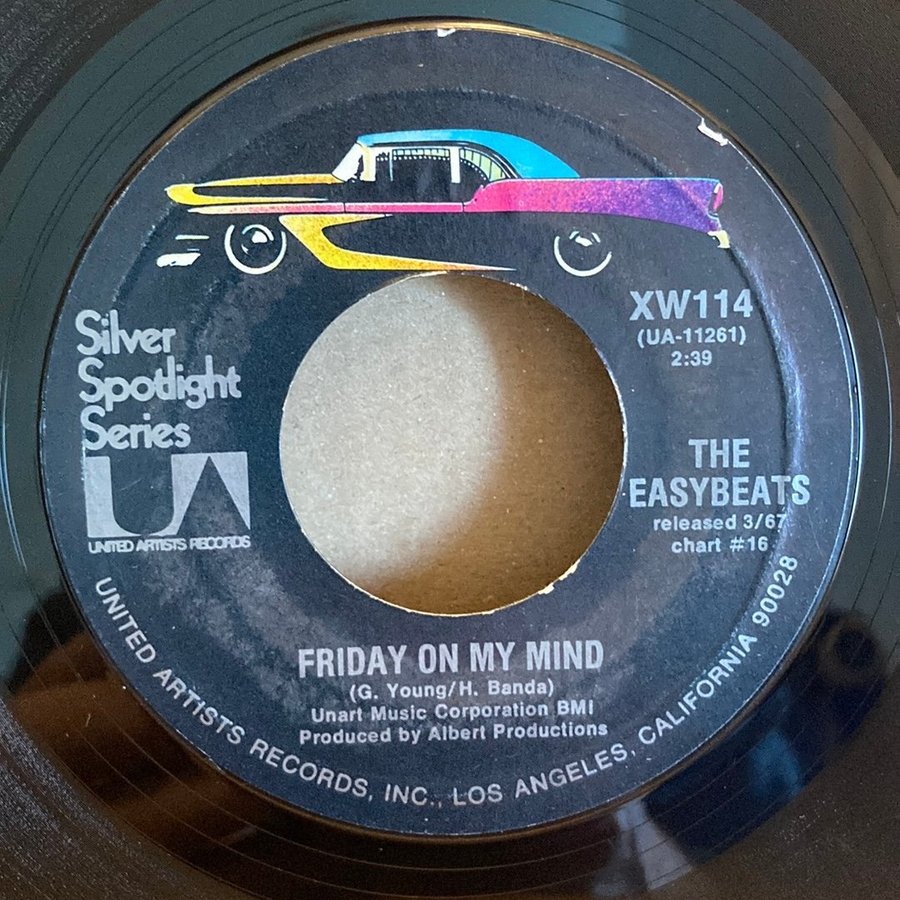 Silver
Spotlight
Series
UA
UNITED ARTISTS RECORDS
XW114
(UA-11261)
2:39
THE
EASYBEATS
released 3/67
chart #16
FRIDAY ON MY MIND
(G. Young/H. Banda)
Unart Music Corporation BMI
Produced by Albert Productions
UNITED ARTISTS RECORDS, INC., LOS ANGELES, CALIFORNIA 90028